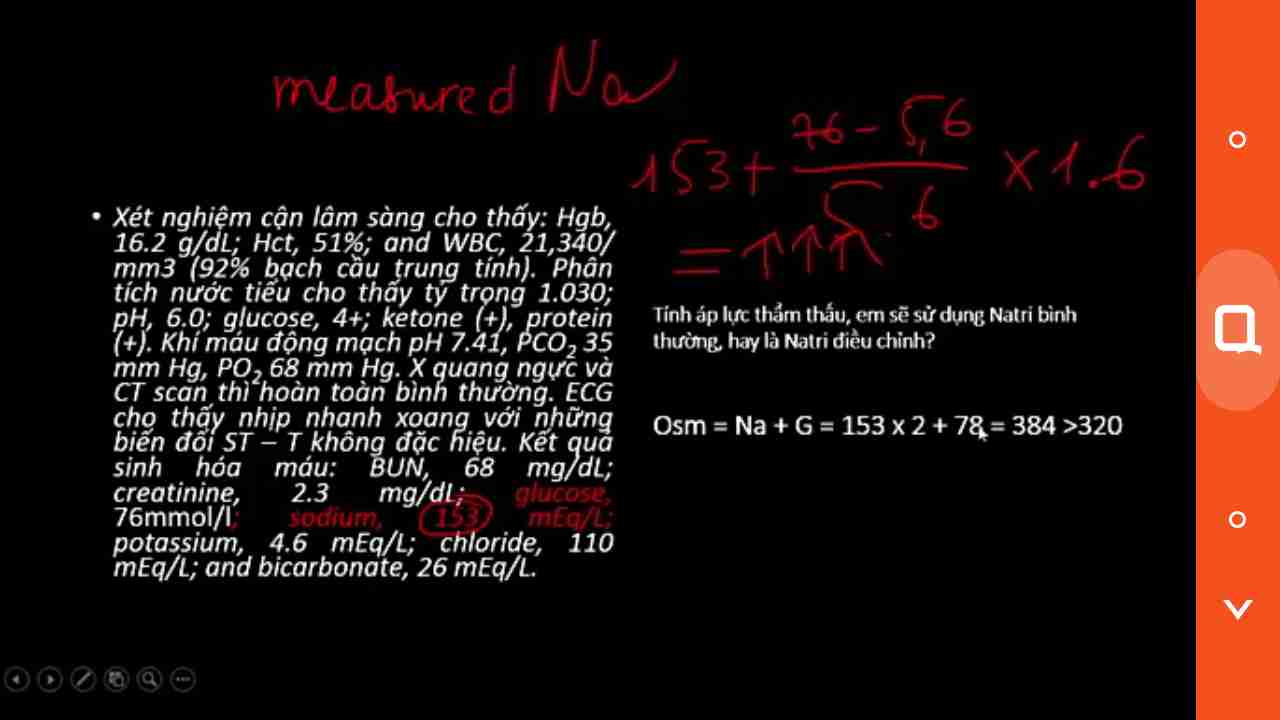 measured Na
153 + 76 - 5,6 / 5.6 x 1.6
= ↑↑↑
• Xét nghiệm cận lâm sàng cho thấy: Hgb,
16.2 g/dL; Hct, 51%; and WBC, 21,340/
mm3 (92% bạch cầu trung tính). Phân
tích nước tiểu cho thấy tỷ trọng 1.030;
pH, 6.0; glucose, 4+; ketone (+), protein
(+). Khí máu động mạch pH 7.41, PCO2 35
mm Hg, PO2 68 mm Hg. X quang ngực và
CT scan thì hoàn toàn bình thường. ECG
cho thấy nhịp nhanh xoang với những
biến đổi ST – T không đặc hiệu. Kết quả
sinh hóa máu: BUN, 68 mg/dL;
creatinine, 2.3 mg/dL; glucose,
76mmol/l; sodium, 153 mEq/L;
potassium, 4.6 mEq/L; chloride, 110
mEq/L; and bicarbonate, 26 mEq/L.
Tính áp lực thẩm thấu, em sẽ sử dụng Natri bình
thường, hay là Natri điều chỉnh?
Osm = Na + G = 153 x 2 + 78 = 384 >320